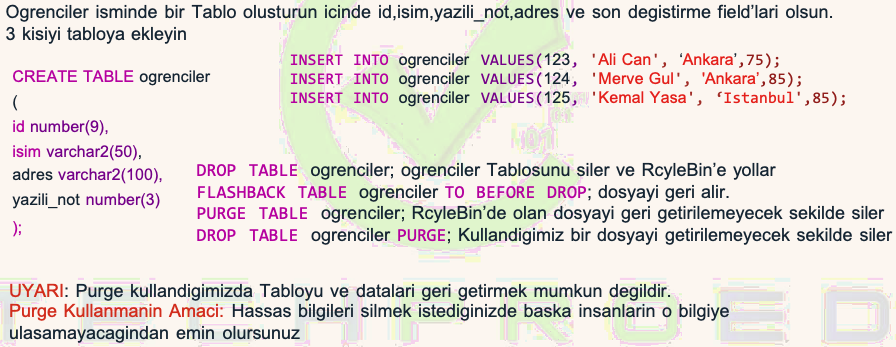 Ogrenciler isminde bir Tablo olusturun icinde id,isim,yazili_not,adres ve son degistirme field'lari olsun.
3 kisiyi tabloya ekleyin
INSERT INTO ogrenciler VALUES(123, 'Ali Can', ‘Ankara’,75);
INSERT INTO ogrenciler VALUES(124, 'Merve Gul', 'Ankara’,85);
INSERT INTO ogrenciler VALUES(125, 'Kemal Yasa', ‘Istanbul',85);
CREATE TABLE ogrenciler
(
id number(9),
isim varchar2(50),
adres varchar2(100),
yazili_not number(3)
);
DROP TABLE ogrenciler; ogrenciler Tablosunu siler ve RcyleBin’e yollar
FLASHBACK TABLE ogrenciler TO BEFORE DROP; dosyayi geri alir.
PURGE TABLE ogrenciler; RcyleBin’de olan dosyayi geri getirilemeyecek sekilde siler
DROP TABLE ogrenciler PURGE; Kullandigimiz bir dosyayi getirilemeyecek sekilde siler
UYARI: Purge kullandigimizda Tabloyu ve datalari geri getirmek mumkun degildir.
Purge Kullanmanin Amaci: Hassas bilgileri silmek istediginizde baska insanlarin o bilgiye
ulasamayacagindan emin olursunuz
TECHPROED